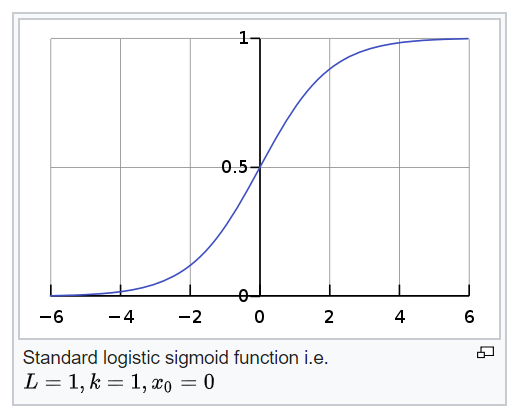 1
0.5
0
−6 −4 −2 0 2 4 6
Standard logistic sigmoid function i.e.
L = 1, k = 1, x₀ = 0